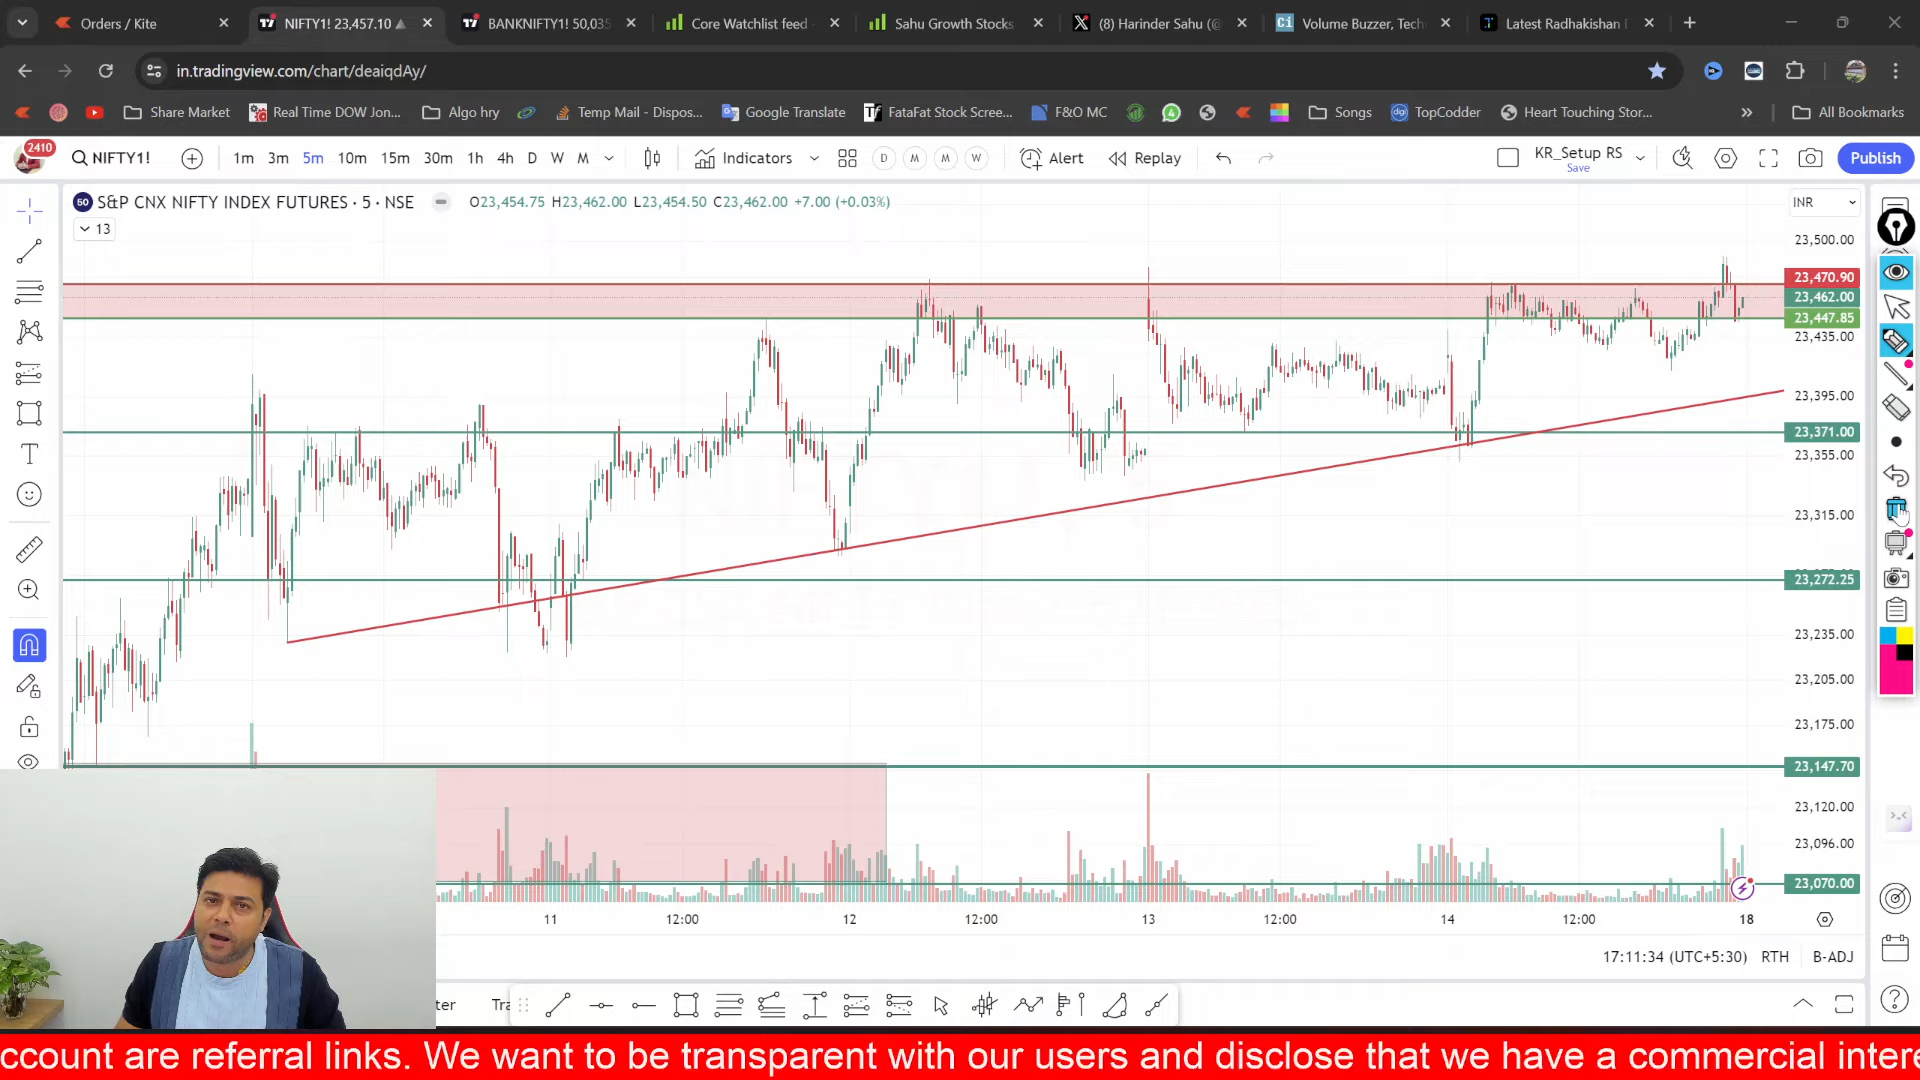 Orders / Kite
NIFTY1! 23,457.10
BANKNIFTY1! 50,035
Core Watchlist feed
Sahu Growth Stocks
(8) Harinder Sahu (@
Volume Buzzer, Tech
Latest Radhakishan
in.tradingview.com/chart/deaiqdAy/
Share Market
Real Time DOW Jon...
Algo hry
Temp Mail - Dispos...
Google Translate
FataFat Stock Scree...
F&O MC
Songs
TopCodder
Heart Touching Stor...
All Bookmarks
2410
NIFTY1!
1m 3m 5m 10m 15m 30m 1h 4h D W M
Indicators
D M M W
Alert
Replay
KR_Setup RS
Save
Publish
50 S&P CNX NIFTY INDEX FUTURES · 5 · NSE
O23,454.75 H23,462.00 L23,454.50 C23,462.00 +7.00 (+0.03%)
INR
13
23,500.00
23,470.90
23,462.00
23,447.85
23,435.00
23,395.00
23,371.00
23,355.00
23,315.00
23,272.25
23,235.00
23,205.00
23,175.00
23,147.70
23,120.00
23,096.00
23,070.00
11 12:00 12 12:00 13 12:00 14 12:00 18
17:11:34 (UTC+5:30) RTH B-ADJ
ter
Tra
ccount are referral links. We want to be transparent with our users and disclose that we have a commercial intere